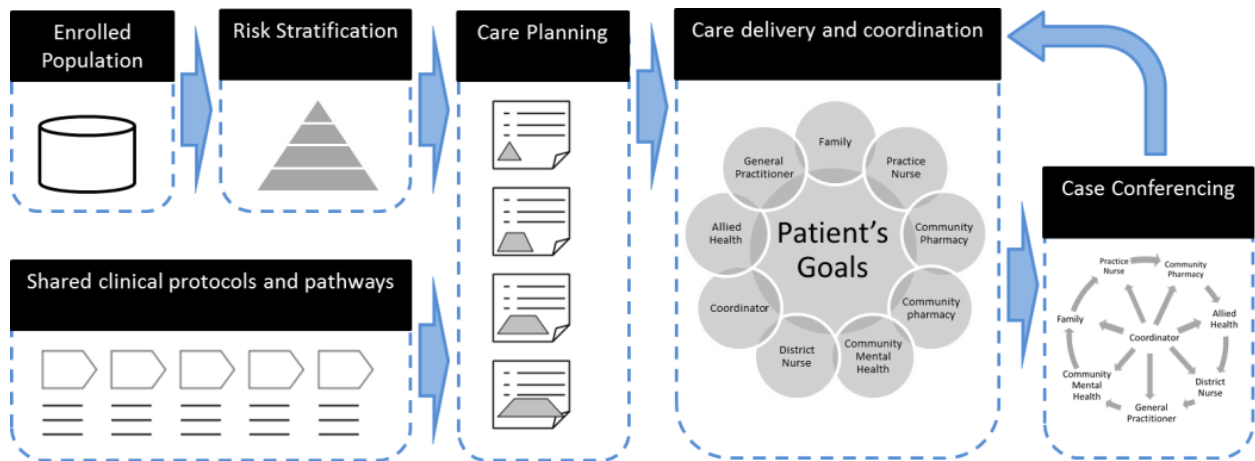 Enrolled
Population
Risk Stratification
Care Planning
Care delivery and coordination
Shared clinical protocols and pathways
Family
Practice
Nurse
Community
Pharmacy
Community
pharmacy
Community
Mental
Health
District
Nurse
Coordinator
Allied
Health
General
Practitioner
Patient's
Goals
Case Conferencing
Practice
Nurse
Community
Pharmacy
Allied
Health
District
Nurse
General
Practitioner
Community
Mental
Health
Family
Coordinator